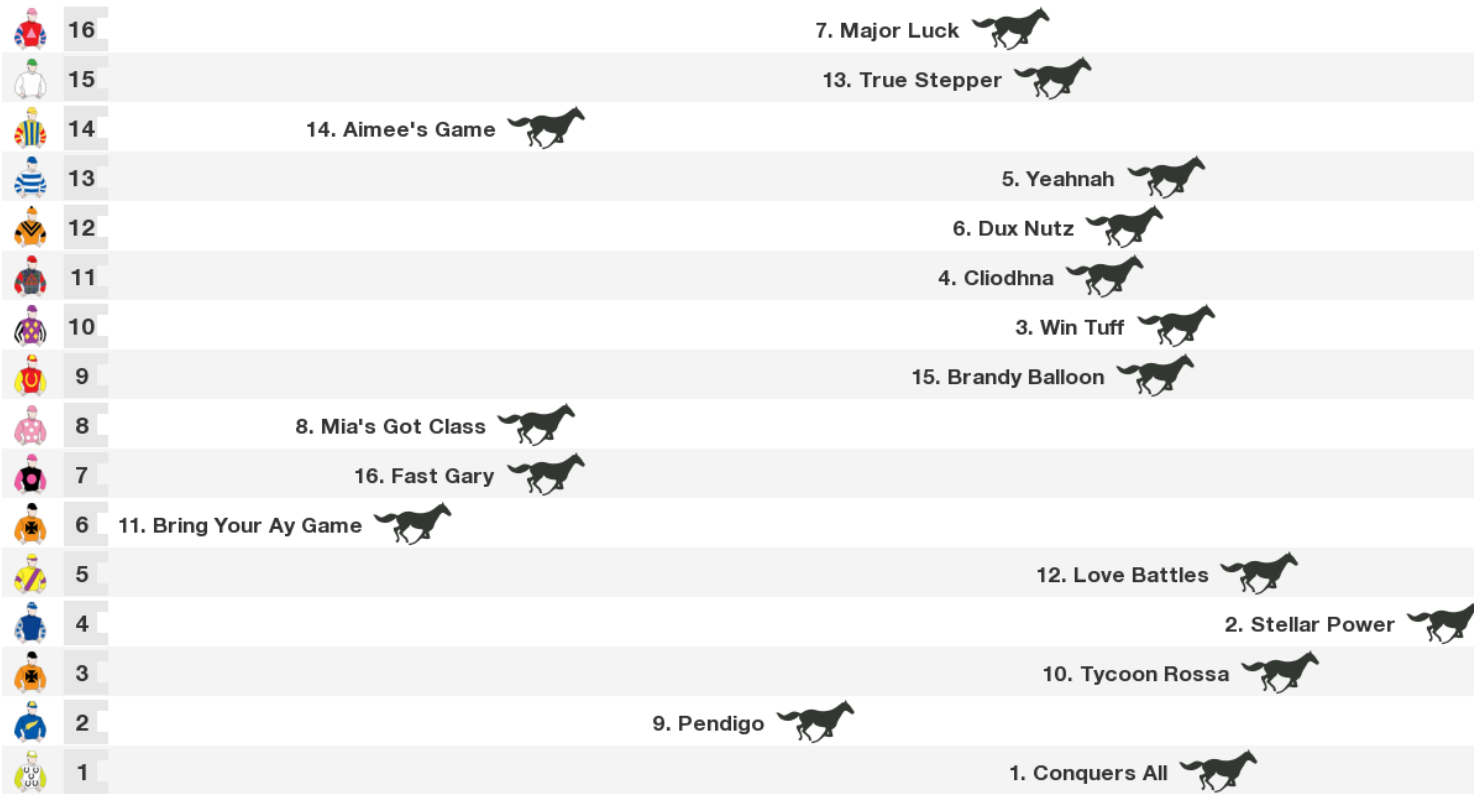 16 7. Major Luck
15 13. True Stepper
14 14. Aimee's Game
13 5. Yeahnah
12 6. Dux Nutz
11 4. Cliodhna
10 3. Win Tuff
9 15. Brandy Balloon
8 8. Mia's Got Class
7 16. Fast Gary
6 11. Bring Your Ay Game
5 12. Love Battles
4 2. Stellar Power
3 10. Tycoon Rossa
2 9. Pendigo
1 1. Conquers All